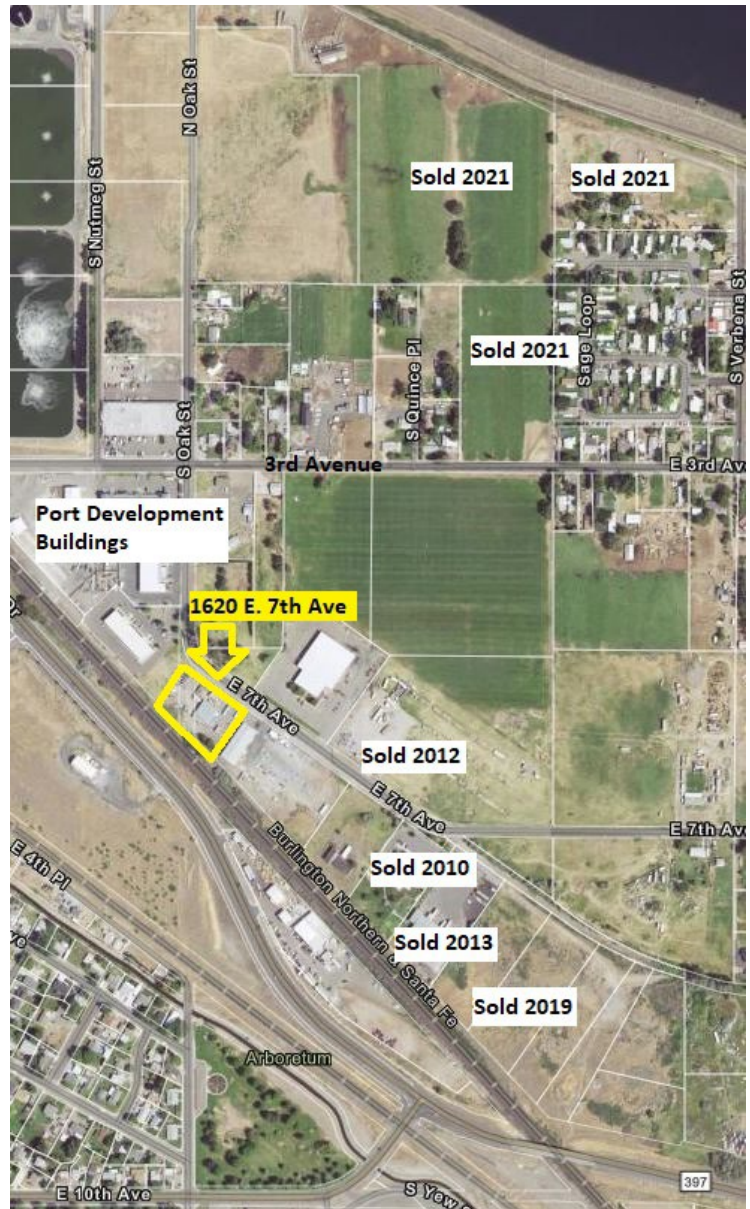 N Oak St
S Nutmeg St
Sold 2021
Sold 2021
S Verbena St
Sage Loop
S Quince Pl
Sold 2021
S Oak St
3rd Avenue
E 3rd Ave
Port Development
Buildings
1620 E. 7th Ave
E 7th Ave
Sold 2012
E 7th Ave
E 7th Ave
E 4th Pl
Burlington Northern & Santa Fe
Sold 2010
Sold 2013
Sold 2019
Arboretum
397
E 10th Ave
S Yew